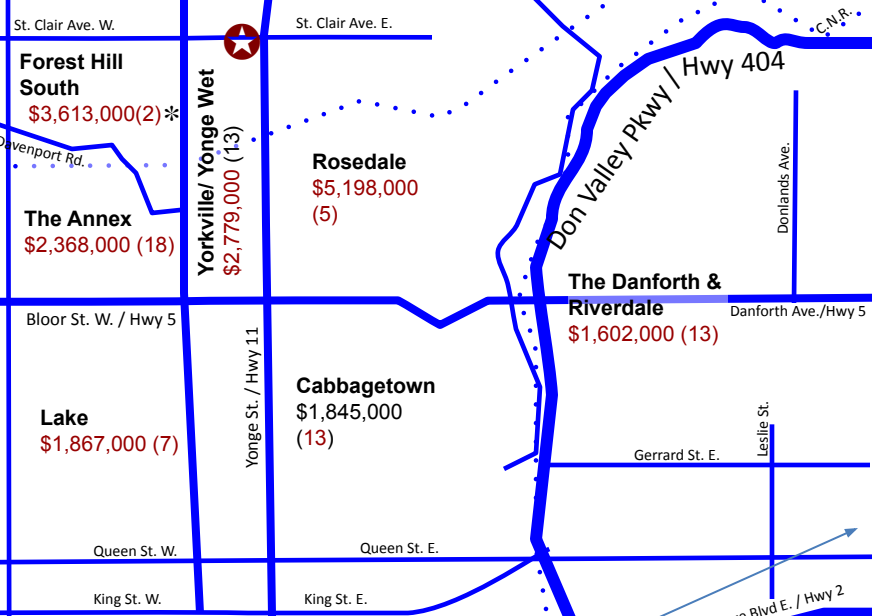 St. Clair Ave. W.
St. Clair Ave. E.
C.N.R.
Forest Hill
South
$3,613,000(2)*
Davenport Rd.
Yorkville/ Yonge Wet
$2,779,000 (13)
Rosedale
$5,198,000
(5)
Don Valley Pkwy / Hwy 404
Donlands Ave.
The Annex
$2,368,000 (18)
The Danforth &
Riverdale
$1,602,000 (13)
Bloor St. W. / Hwy 5
Danforth Ave./Hwy 5
Yonge St. / Hwy 11
Cabbagetown
$1,845,000
(13)
Lake
$1,867,000 (7)
Leslie St.
Gerrard St. E.
Queen St. W.
Queen St. E.
King St. W.
King St. E.
Blvd E. / Hwy 2